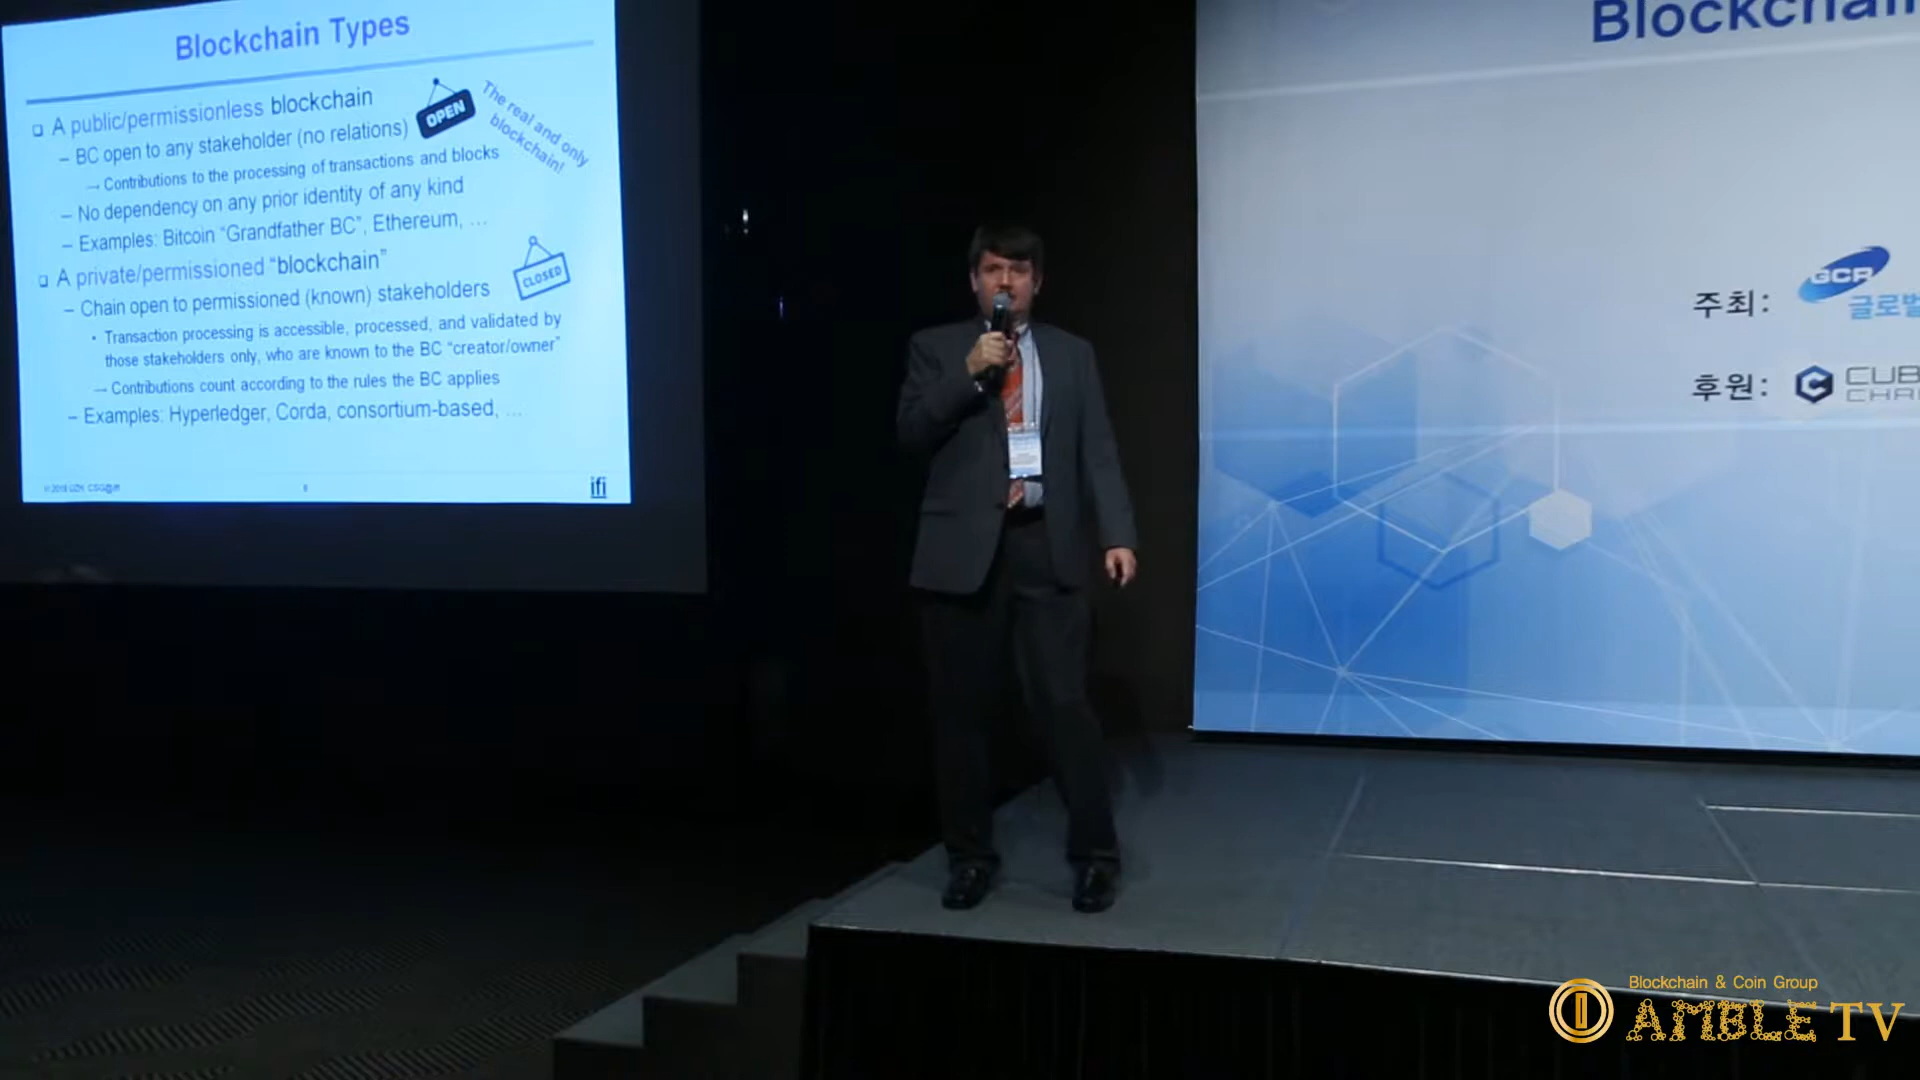 Blockchain Types
❑ A public/permissionless blockchain
OPEN
The real and only
blockchain!
– BC open to any stakeholder (no relations)
→ Contributions to the processing of transactions and blocks
– No dependency on any prior identity of any kind
– Examples: Bitcoin “Grandfather BC”, Ethereum, …
❑ A private/permissioned “blockchain”
CLOSED
– Chain open to permissioned (known) stakeholders
• Transaction processing is accessible, processed, and validated by
those stakeholders only, who are known to the BC “creator/owner”
→ Contributions count according to the rules the BC applies
– Examples: Hyperledger, Corda, consortium-based, …
ifi
Blockchain
주최:
GCR
글로벌
후원:
CUB
CHA
Blockchain & Coin Group
AMBLE TV